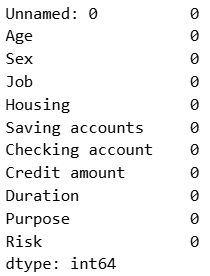 Unnamed: 0 0
Age 0
Sex 0
Job 0
Housing 0
Saving accounts 0
Checking account 0
Credit amount 0
Duration 0
Purpose 0
Risk 0
dtype: int64